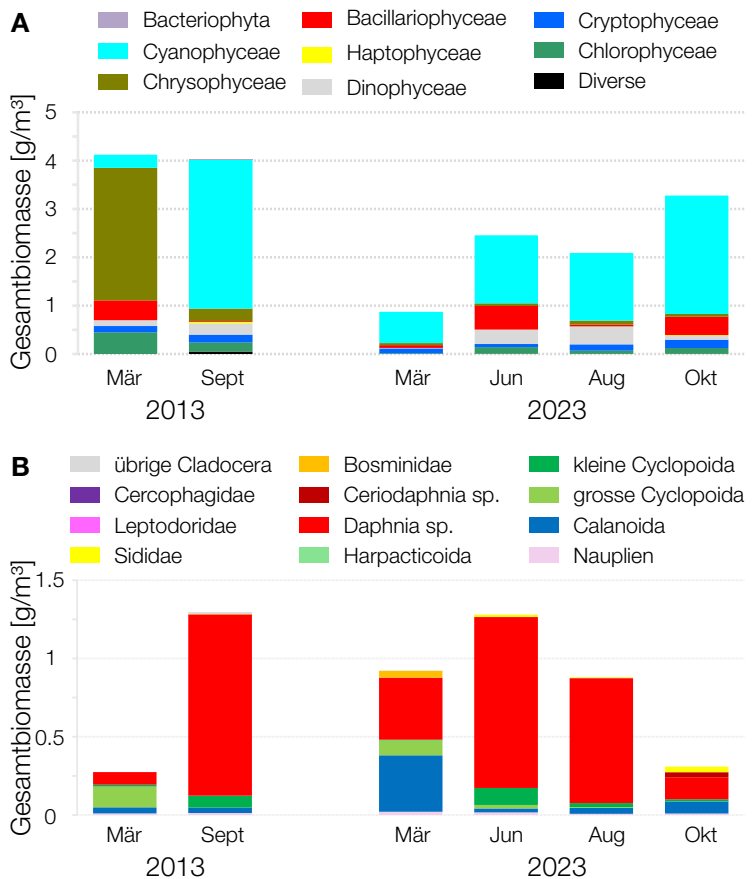 A
Bacteriophyta Bacillariophyceae Cryptophyceae
Cyanophyceae Haptophyceae Chlorophyceae
Chrysophyceae Dinophyceae Diverse
Gesamtbiomasse [g/m³]
5
4
3
2
1
0
Mär Sept Mär Jun Aug Okt
2013 2023
B
übrige Cladocera Bosminidae kleine Cyclopoida
Cercophagidae Ceriodaphnia sp. grosse Cyclopoida
Leptodoridae Daphnia sp. Calanoida
Sididae Harpacticoida Nauplien
Gesamtbiomasse [g/m³]
1.5
1
0.5
0
Mär Sept Mär Jun Aug Okt
2013 2023